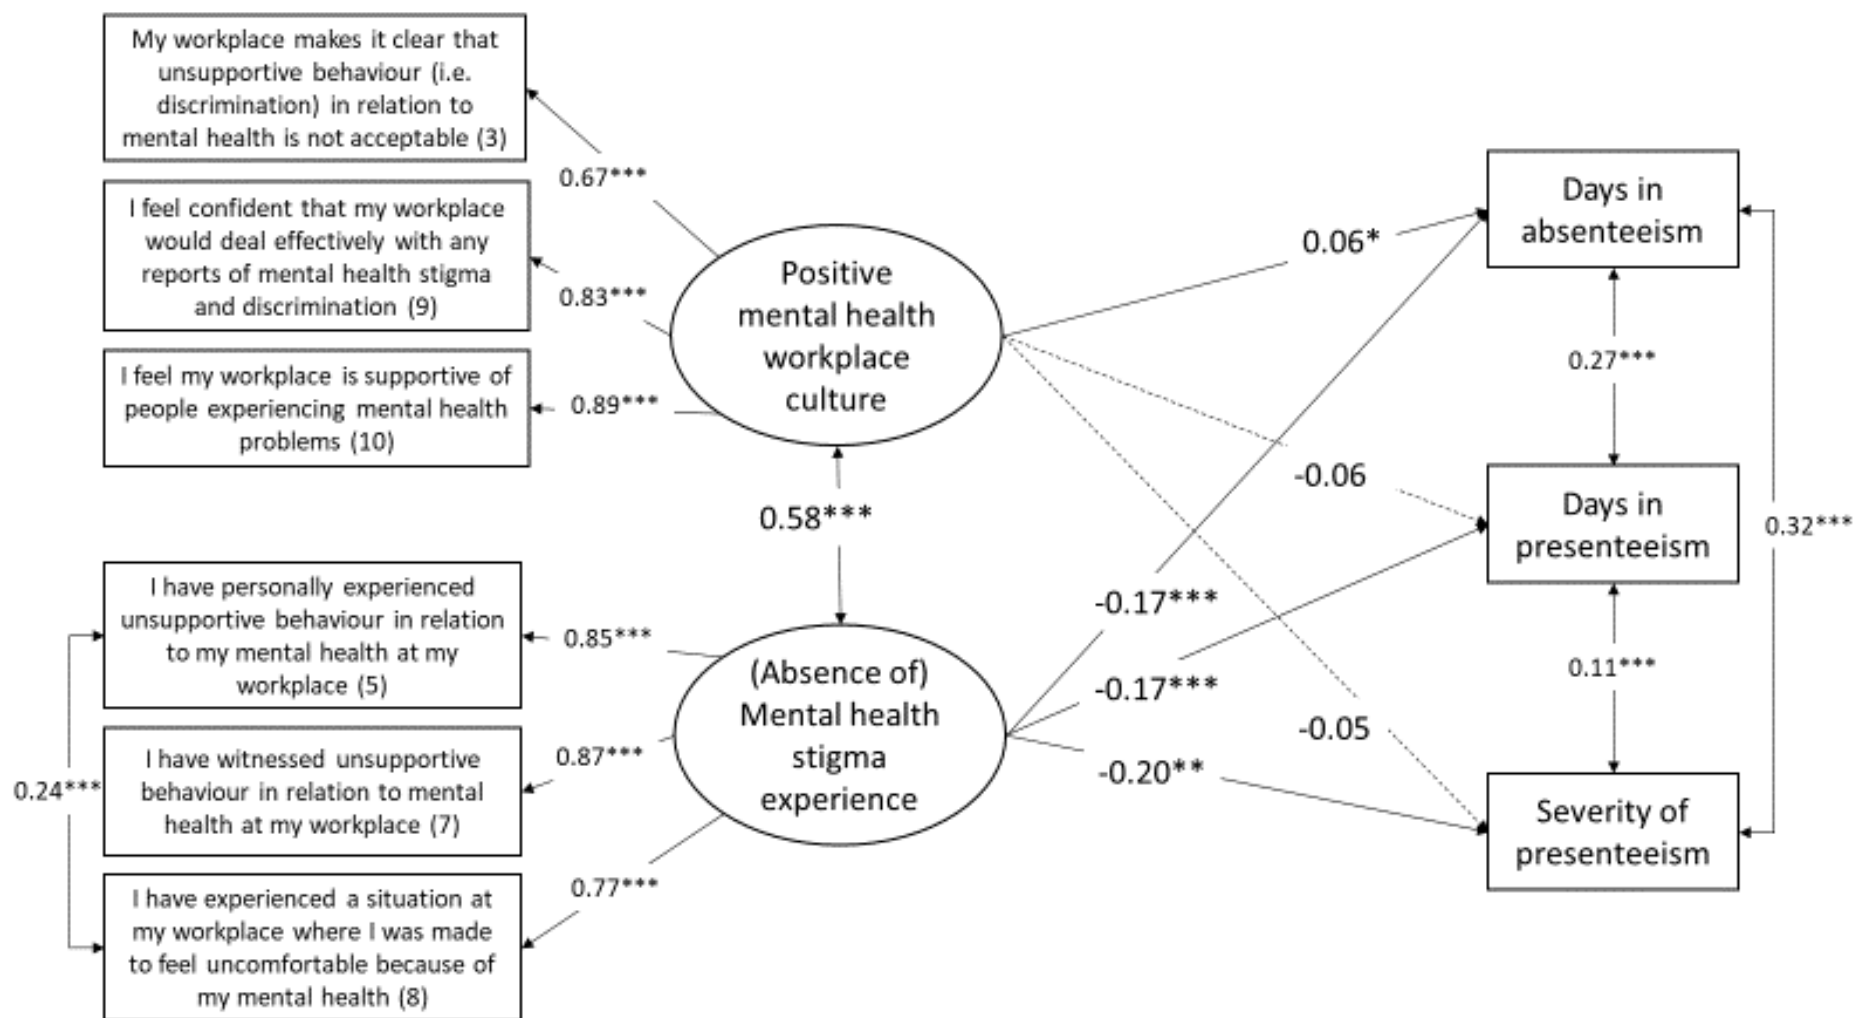 My workplace makes it clear that
unsupportive behaviour (i.e.
discrimination) in relation to
mental health is not acceptable (3)
0.67***
I feel confident that my workplace
would deal effectively with any
reports of mental health stigma
and discrimination (9)
0.83***
I feel my workplace is supportive of
people experiencing mental health
problems (10)
0.89***
Positive
mental health
workplace
culture
0.58***
I have personally experienced
unsupportive behaviour in relation
to my mental health at my
workplace (5)
0.85***
I have witnessed unsupportive
behaviour in relation to mental
health at my workplace (7)
0.87***
0.24***
I have experienced a situation at
my workplace where I was made
to feel uncomfortable because of
my mental health (8)
0.77***
(Absence of)
Mental health
stigma
experience
0.06*
-0.06
-0.05
-0.17***
-0.17***
-0.20**
Days in
absenteeism
0.27***
Days in
presenteeism
0.32***
0.11***
Severity of
presenteeism